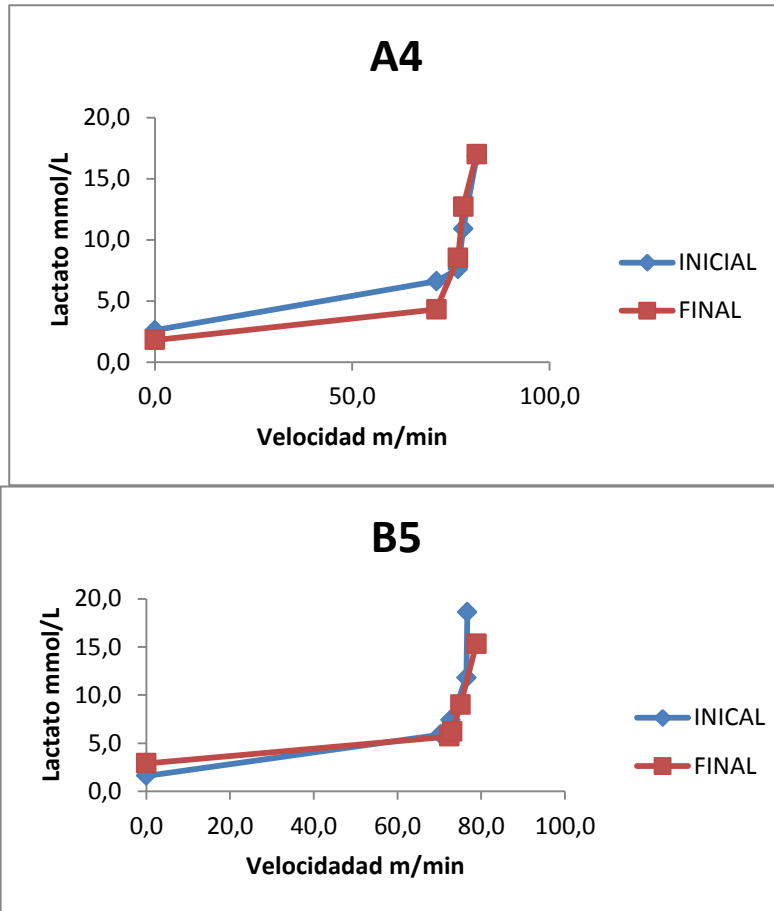 A4
20,0
15,0
10,0
5,0
0,0
Lactato mmol/L
0,0 50,0 100,0
Velocidad m/min
INICIAL
FINAL
B5
20,0
15,0
10,0
5,0
0,0
Lactato mmol/L
0,0 20,0 40,0 60,0 80,0 100,0
Velocidadad m/min
INICAL
FINAL